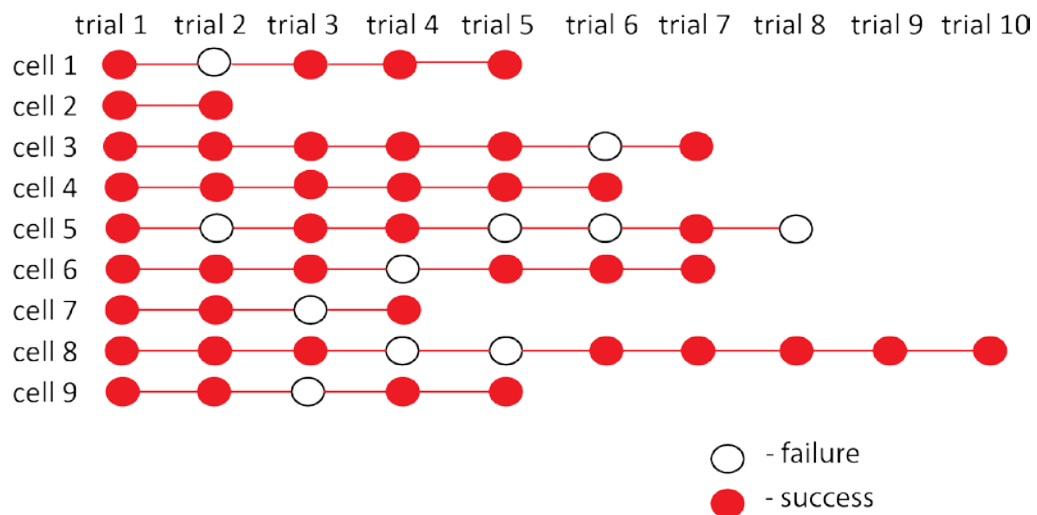 trial 1 trial 2 trial 3 trial 4 trial 5 trial 6 trial 7 trial 8 trial 9 trial 10
cell 1
cell 2
cell 3
cell 4
cell 5
cell 6
cell 7
cell 8
cell 9
- failure
- success